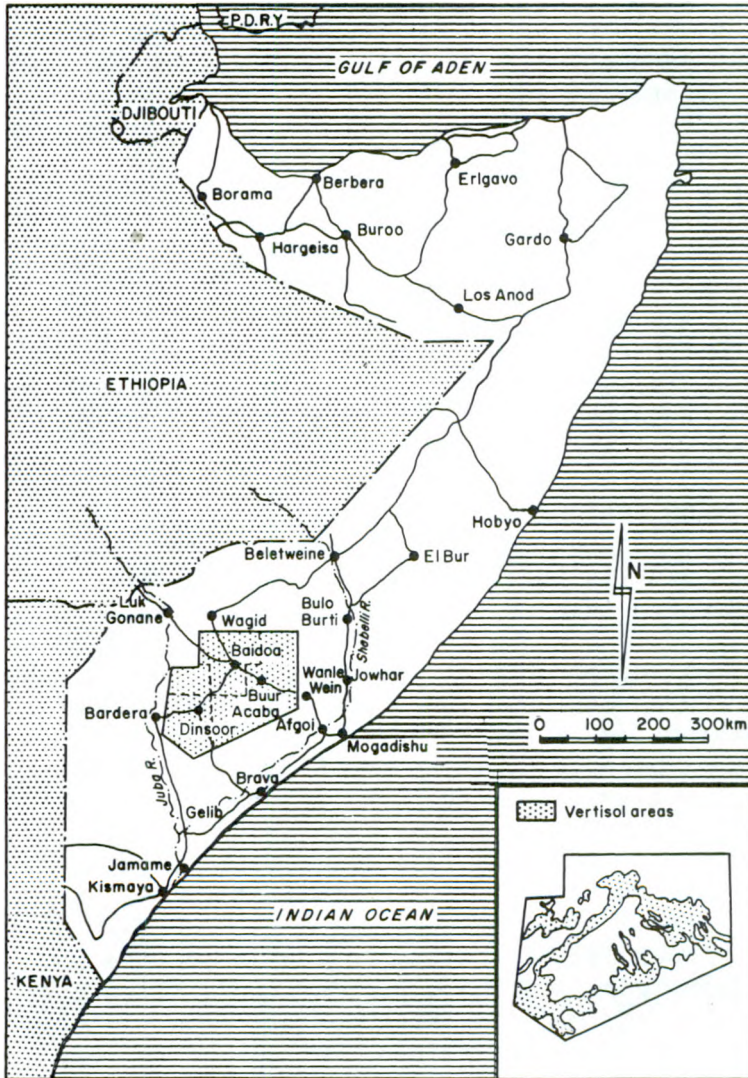 P.D.R.Y
GULF OF ADEN
DJIBOUTI
Berbera
Erlgavo
Borama
Buroo
Hargeisa
Gardo
Los Anod
ETHIOPIA
Hobyo
Beletweine
El Bur
N
Luk
Gonane
Wagid
Bulo
Burti
Shebelli R.
Baidoa
Wanle
Wein
Jowhar
Buur
Acaba
Bardera
Dinsoor
Afgoi
Mogadishu
0 100 200 300km
Juba R.
Brava
Gelib
Vertisol areas
Jamame
Kismaya
INDIAN OCEAN
KENYA